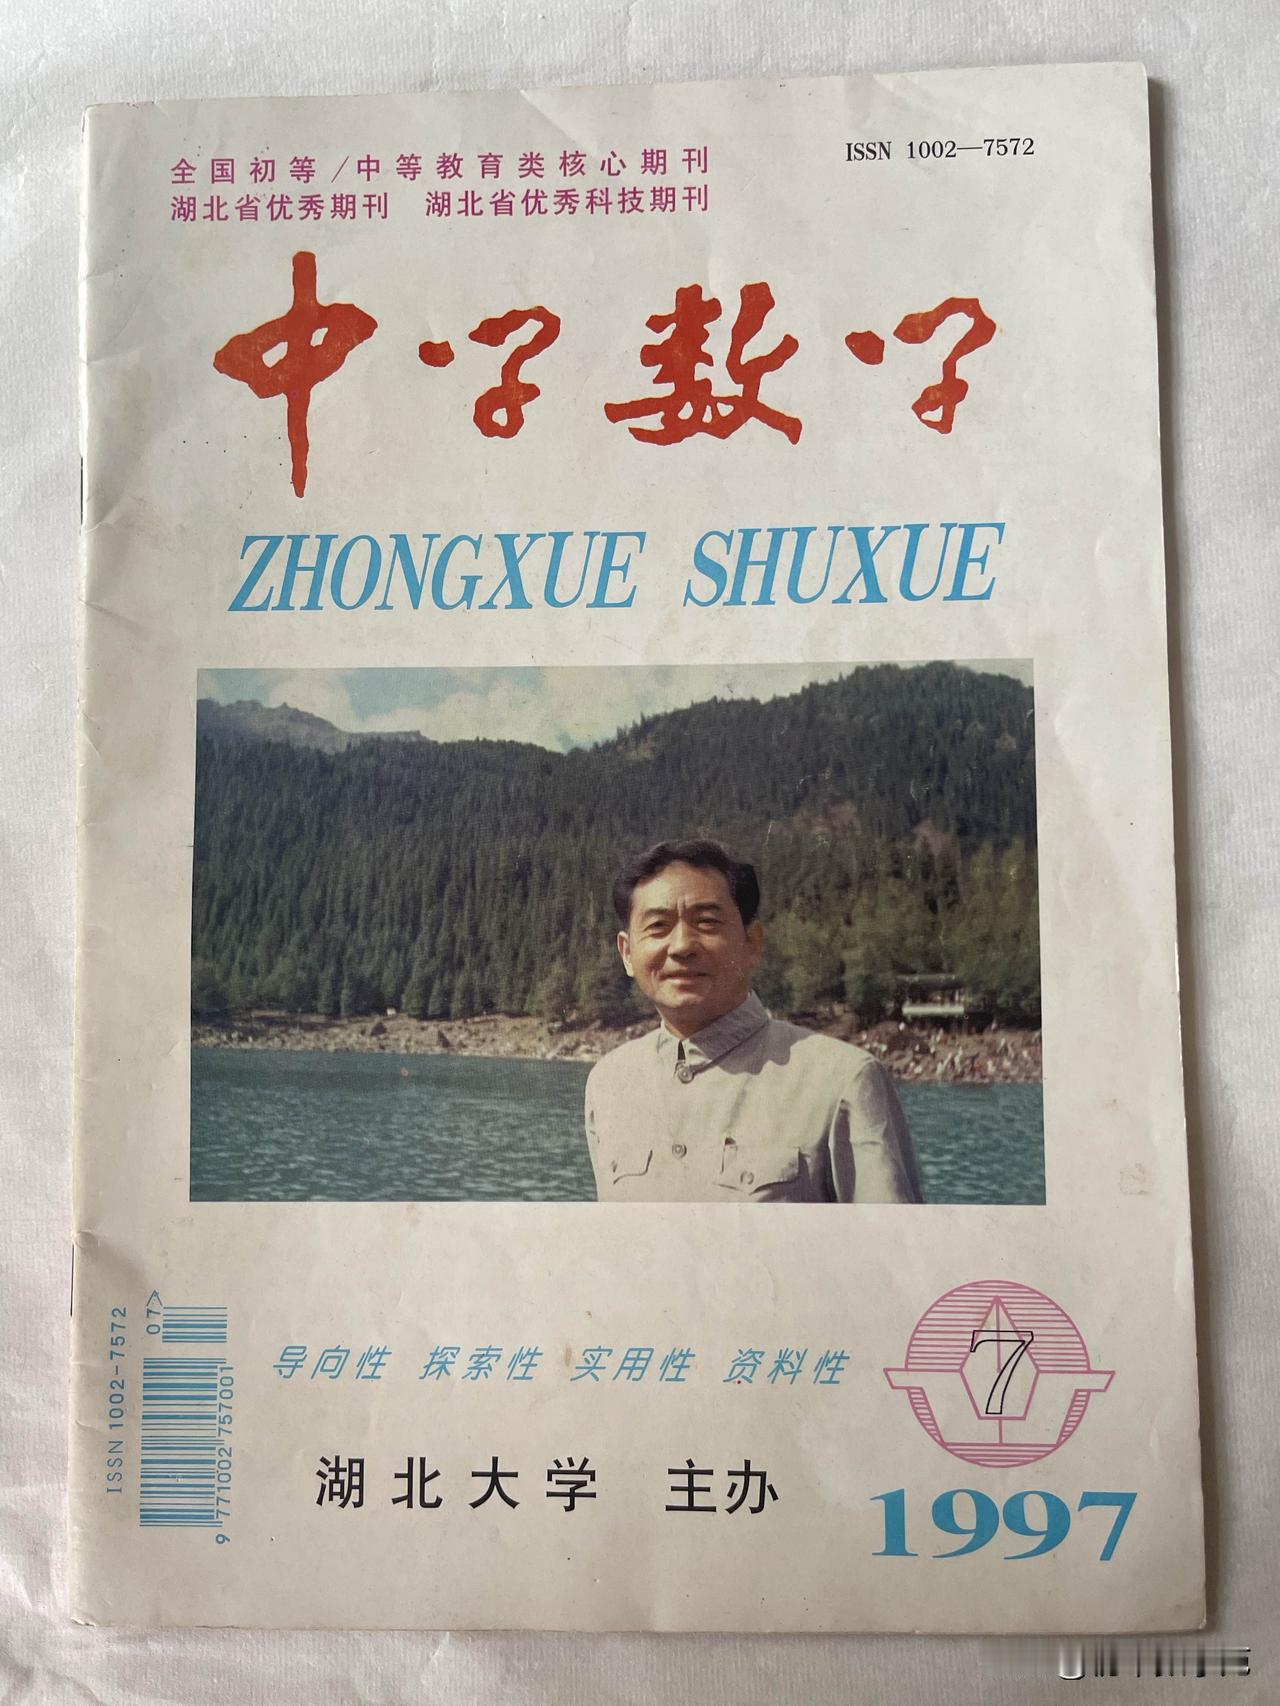 全国初等/中等教育类核心期刊
ISSN 1002—7572
湖北省优秀期刊 湖北省优秀科技期刊
中学数学
ZHONGXUE SHUXUE
导向性 探索性 实用性 资料性
湖北大学 主办
7
1997
ISSN 1002-7572
07>
9 771002 757001